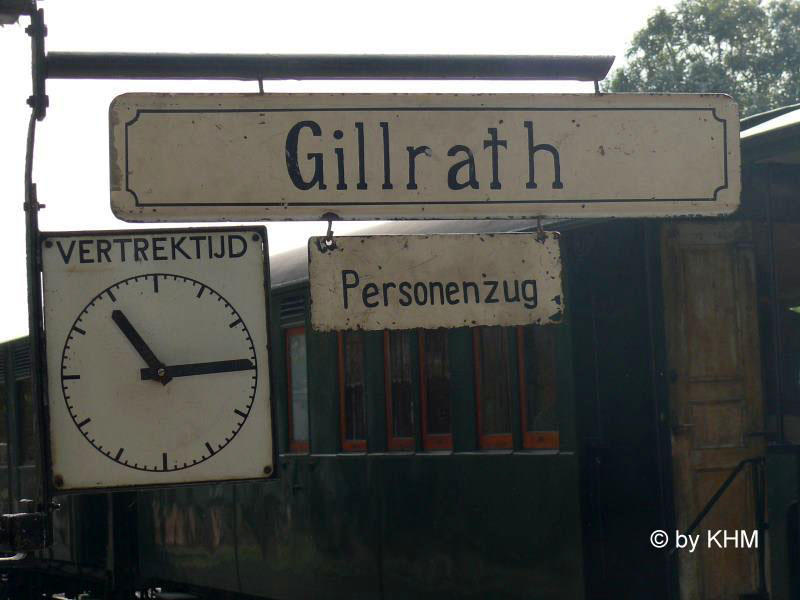 Gillrath
VERTREKTIJD
Personenzug
© by KHM